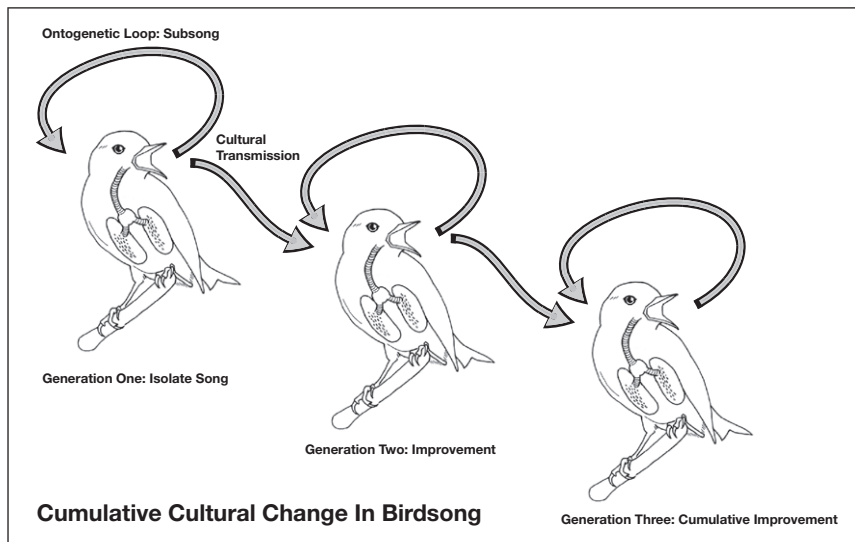 Ontogenetic Loop: Subsong
Cultural
Transmission
Generation One: Isolate Song
Generation Two: Improvement
Cumulative Cultural Change In Birdsong
Generation Three: Cumulative Improvement